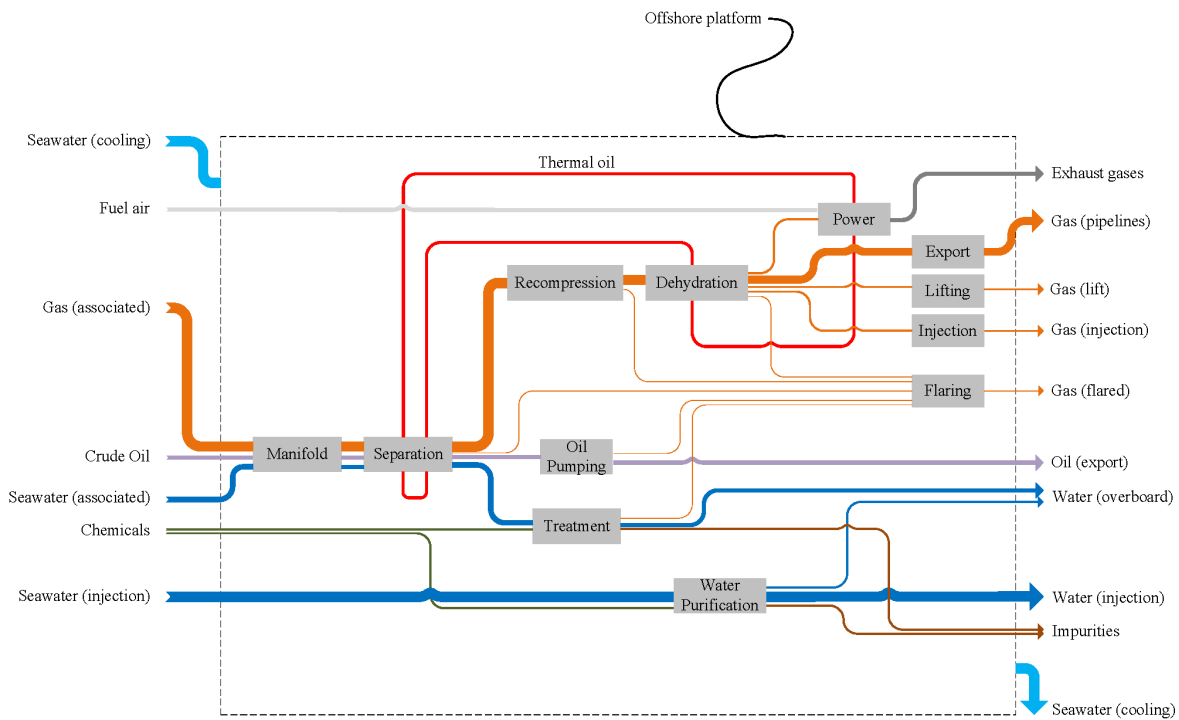 Offshore platform
Seawater (cooling)
Thermal oil
Exhaust gases
Fuel air
Power
Gas (pipelines)
Export
Recompression
Dehydration
Lifting
Gas (lift)
Gas (associated)
Injection
Gas (injection)
Flaring
Gas (flared)
Crude Oil
Manifold
Separation
Oil
Pumping
Oil (export)
Seawater (associated)
Water (overboard)
Chemicals
Treatment
Seawater (injection)
Water
Purification
Water (injection)
Impurities
Seawater (cooling)